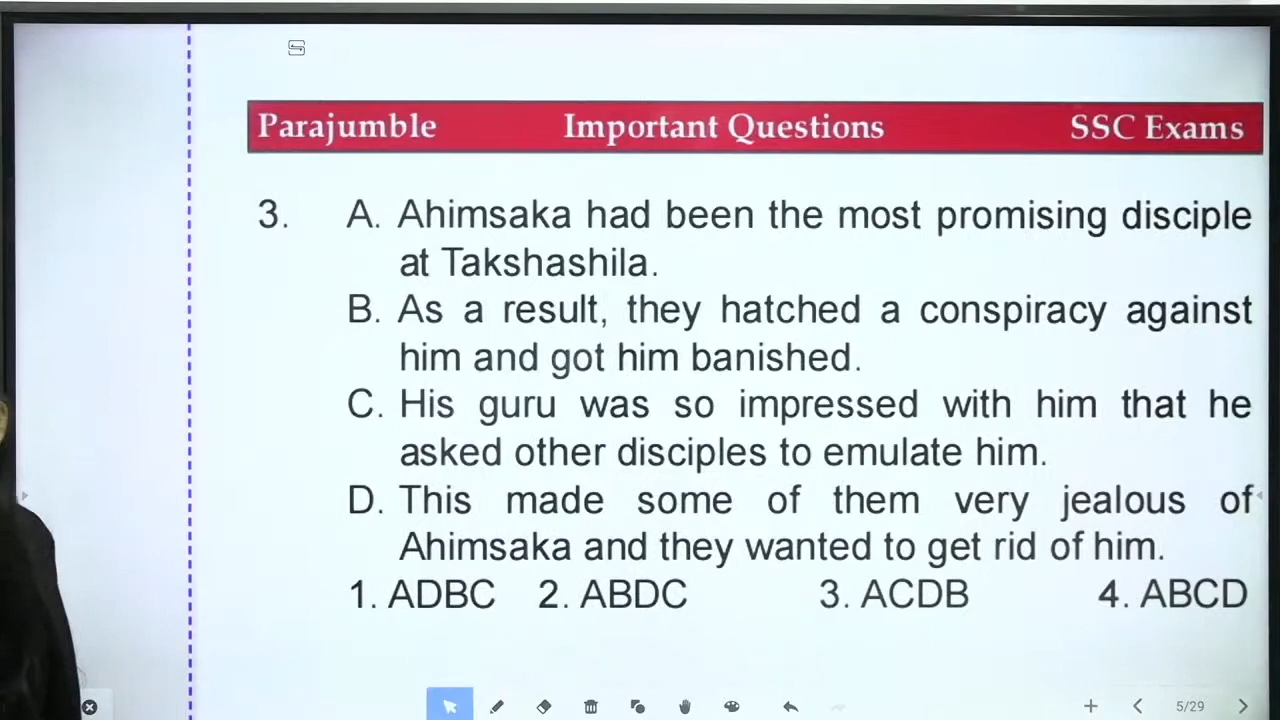 Parajumble Important Questions SSC Exams
3. A. Ahimsaka had been the most promising disciple
at Takshashila.
B. As a result, they hatched a conspiracy against
him and got him banished.
C. His guru was so impressed with him that he
asked other disciples to emulate him.
D. This made some of them very jealous of
Ahimsaka and they wanted to get rid of him.
1. ADBC 2. ABDC 3. ACDB 4. ABCD
5/29